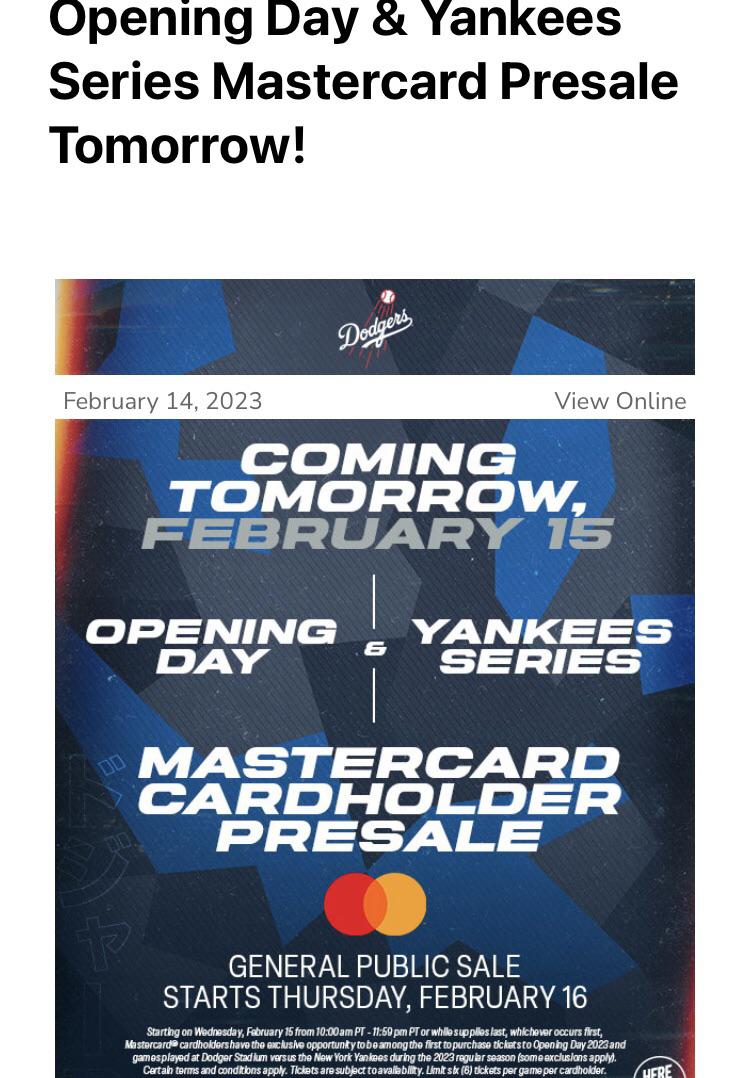 Opening Day & Yankees
Series Mastercard Presale
Tomorrow!
Dodgers
February 14, 2023
View Online
COMING
TOMORROW,
FEBRUARY 15
OPENING
DAY
&
YANKEES
SERIES
MASTERCARD
CARDHOLDER
PRESALE
GENERAL PUBLIC SALE
STARTS THURSDAY, FEBRUARY 16
Starting on Wednesday, February 15 from 10:00 am PT - 11:59 pm PT or while supplies last, whichever occurs first,
Mastercard® cardholders have the exclusive opportunity to be among the first to purchase tickets to Opening Day 2023 and
games played at Dodger Stadium versus the New York Yankees during the 2023 regular season (some exclusions apply).
Certain terms and conditions apply. Tickets are subject to availability. Limit six (6) tickets per game per cardholder.
HERE
ドジャー